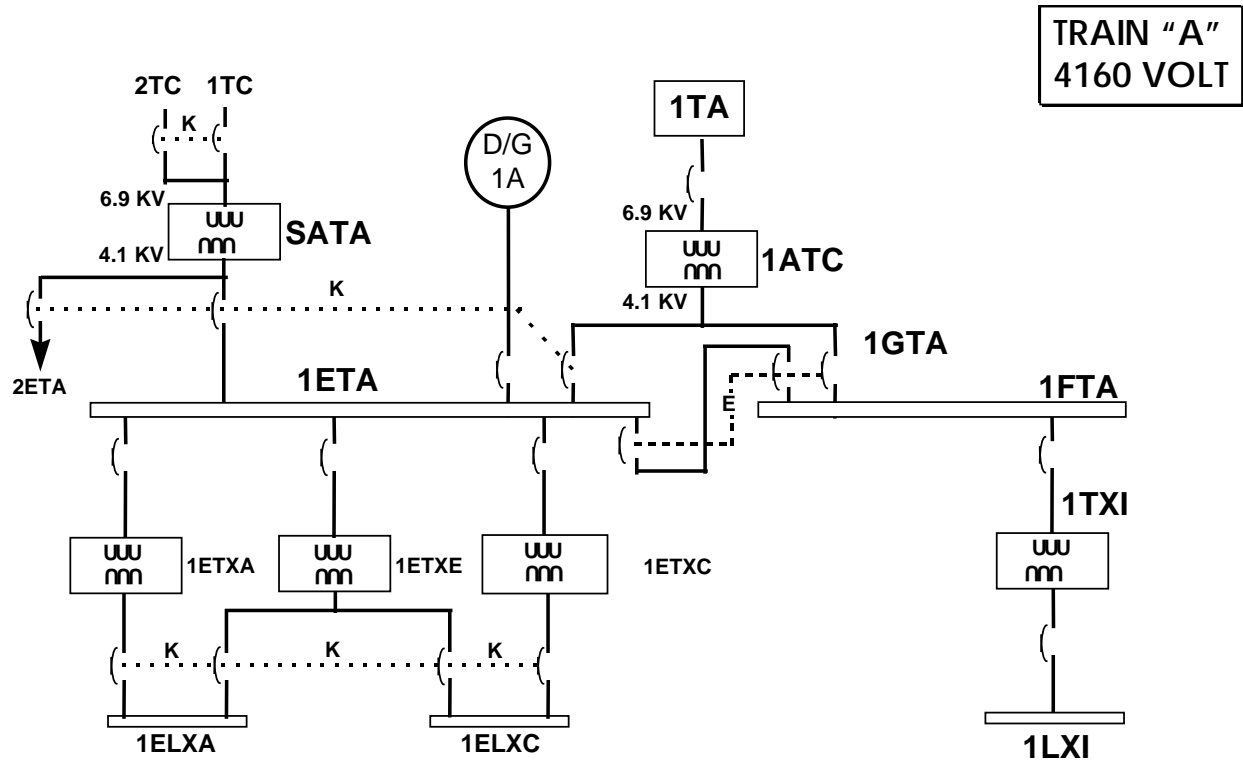 TRAIN “A”
4160 VOLT
2TC 1TC
K
6.9 KV
SATA
4.1 KV
K
2ETA
D/G
1A
1TA
6.9 KV
1ATC
4.1 KV
1GTA
1ETA
1FTA
E
1TXI
1ETXA
1ETXE
1ETXC
K
K
K
1ELXA
1ELXC
1LXI